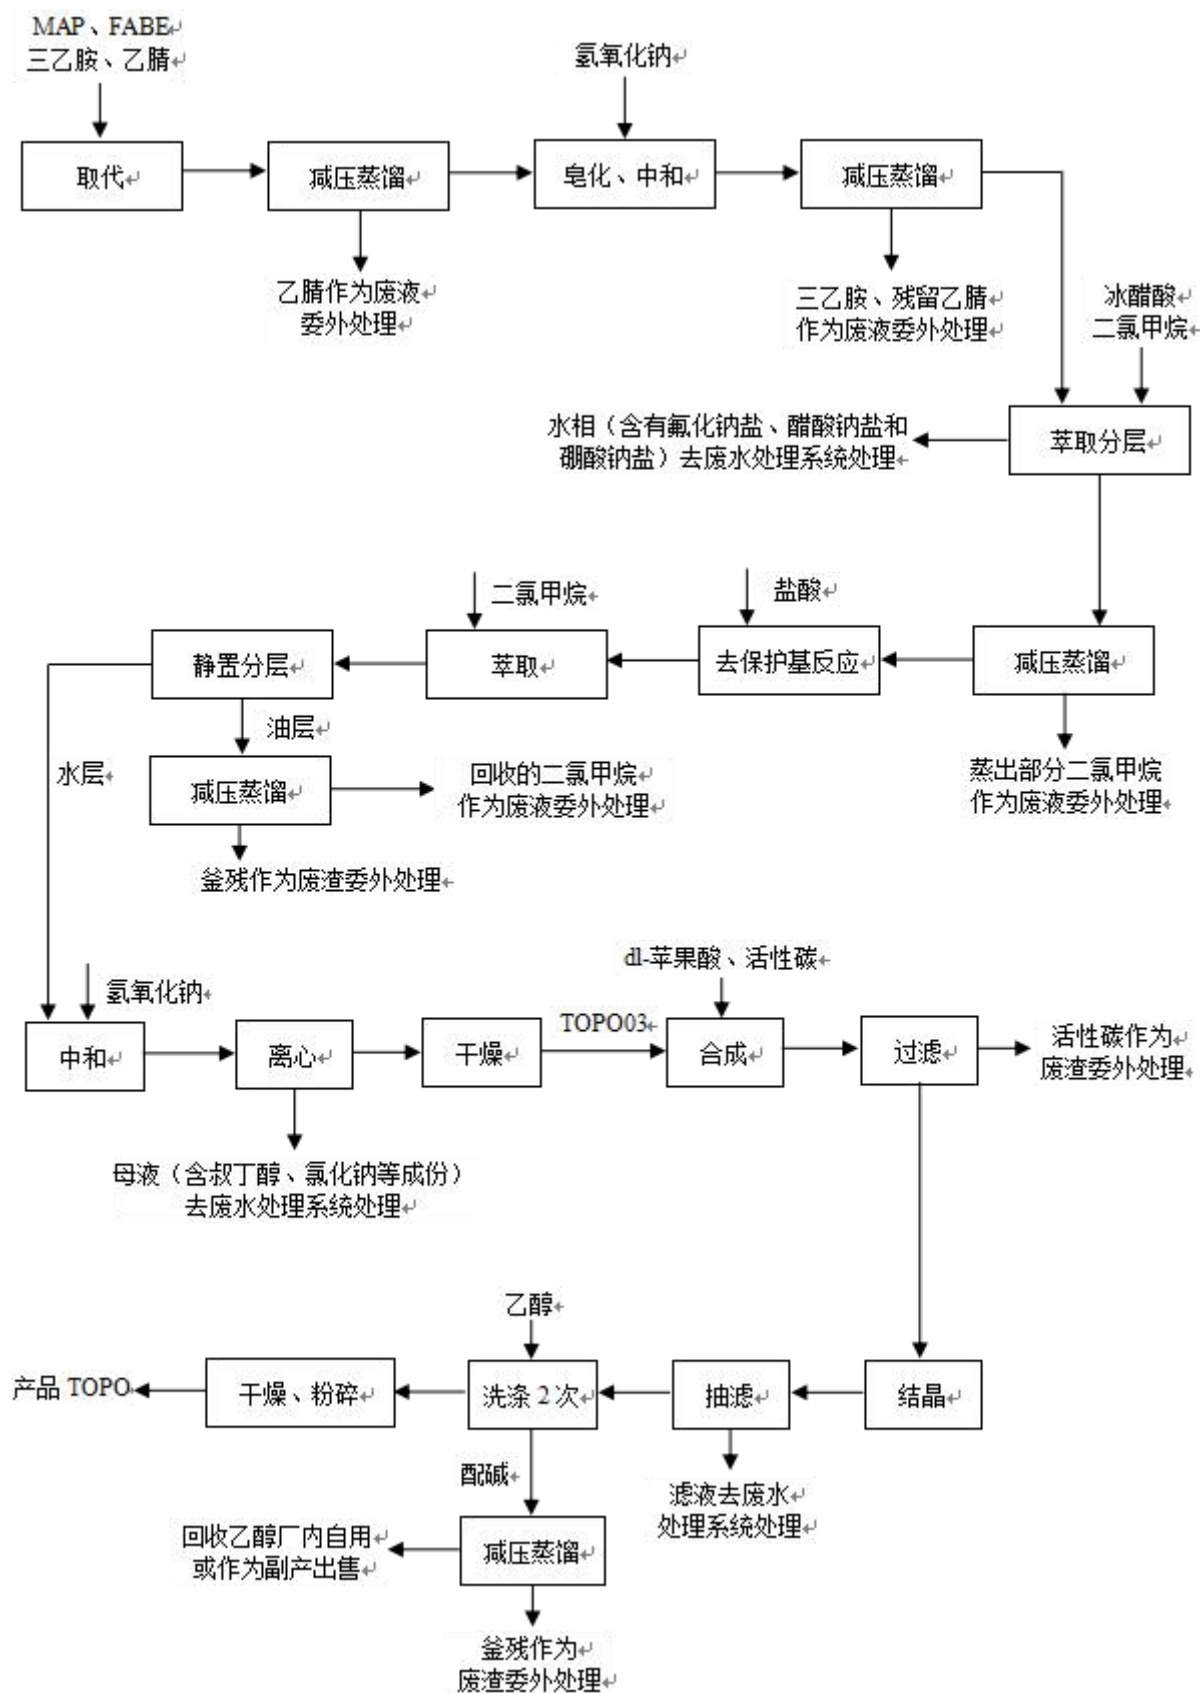 MAP、FABE
三乙胺、乙腈
氢氧化钠
取代
减压蒸馏
皂化、中和
减压蒸馏
乙腈作为废液
委外处理
三乙胺、残留乙腈
作为废液委外处理
冰醋酸
二氯甲烷
水相（含有氟化钠盐、醋酸钠盐和
硼酸钠盐）去废水处理系统处理
萃取分层
二氯甲烷
盐酸
静置分层
萃取
去保护基反应
减压蒸馏
油层
水层
减压蒸馏
回收的二氯甲烷
作为废液委外处理
蒸出部分二氯甲烷
作为废液委外处理
釜残作为废渣委外处理
dl-苹果酸、活性碳
氢氧化钠
TOPO03
中和
离心
干燥
合成
过滤
活性碳作为
废渣委外处理
母液（含叔丁醇、氯化钠等成份）
去废水处理系统处理
乙醇
产品 TOPO
干燥、粉碎
洗涤 2 次
抽滤
结晶
配碱
滤液去废水
处理系统处理
回收乙醇厂内自用
或作为副产出售
减压蒸馏
釜残作为
废渣委外处理